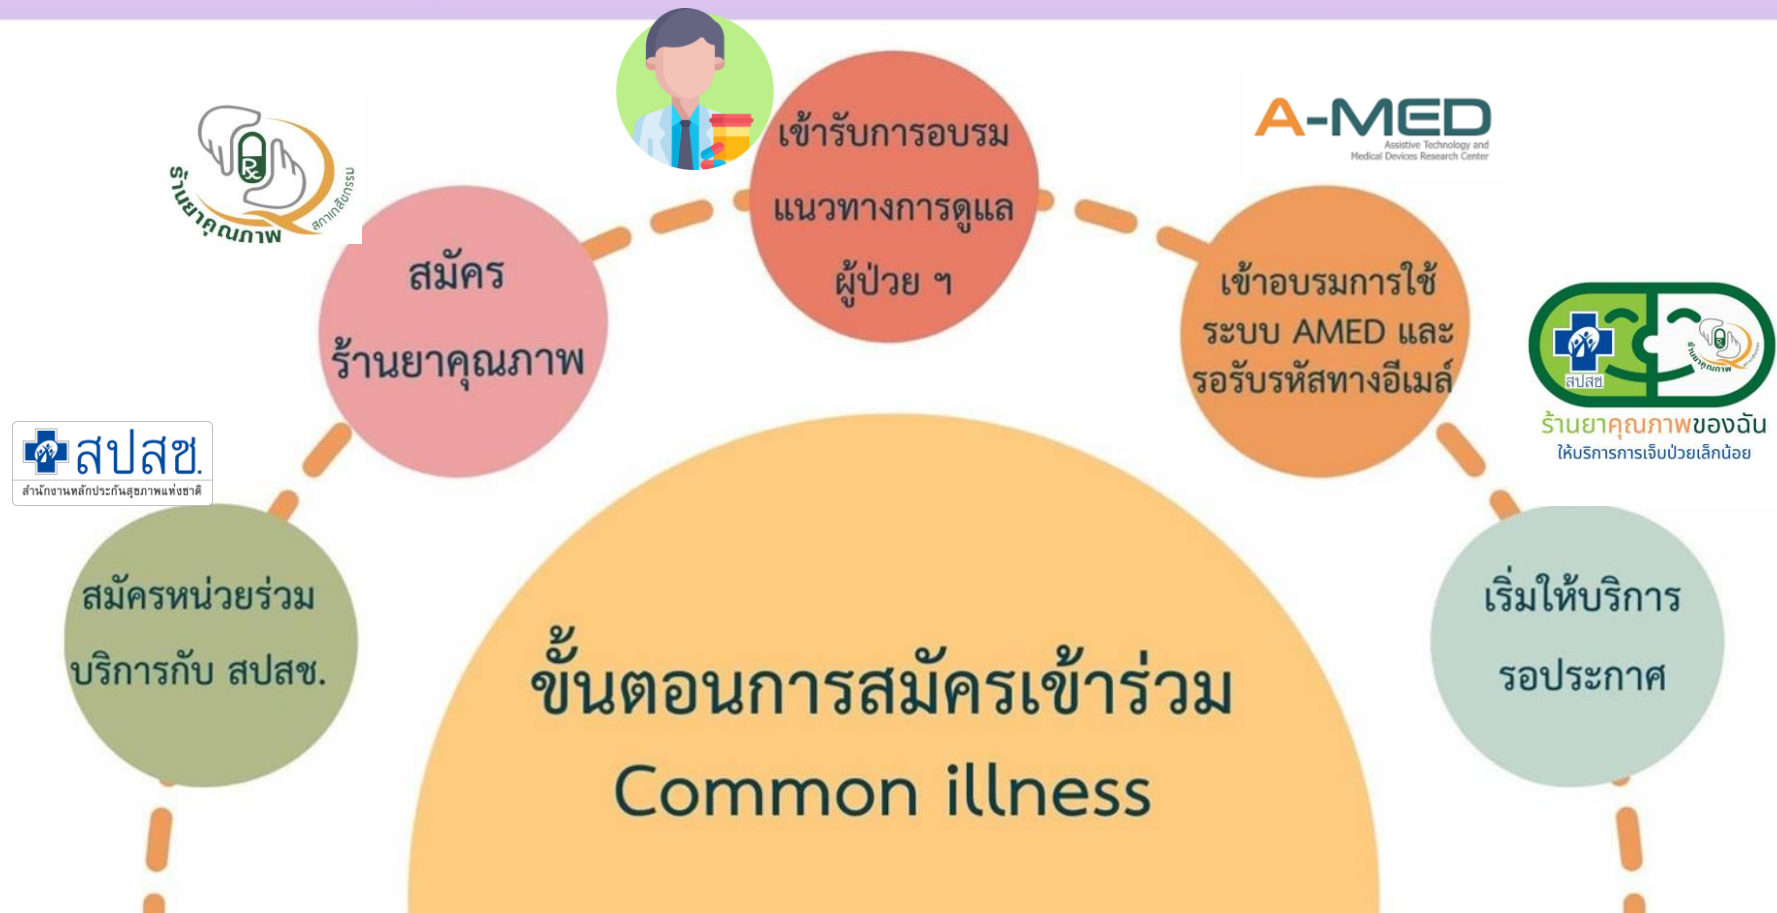 ร้านยาคุณภาพ
สภาเภสัชกรรม
A-MED
Assistive Technology and
Medical Devices Research Center
สปสช.
สำนักงานหลักประกันสุขภาพแห่งชาติ
สมัครหน่วยร่วม
บริการกับ สปสช.
สมัคร
ร้านยาคุณภาพ
เข้ารับการอบรม
แนวทางการดูแล
ผู้ป่วย ฯ
เข้าอบรมการใช้
ระบบ AMED และ
รอรับรหัสทางอีเมล์
สปสช.
ร้านยาคุณภาพ
ร้านยาคุณภาพของฉัน
ให้บริการการเจ็บป่วยเล็กน้อย
เริ่มให้บริการ
รอประกาศ
ขั้นตอนการสมัครเข้าร่วม
Common illness